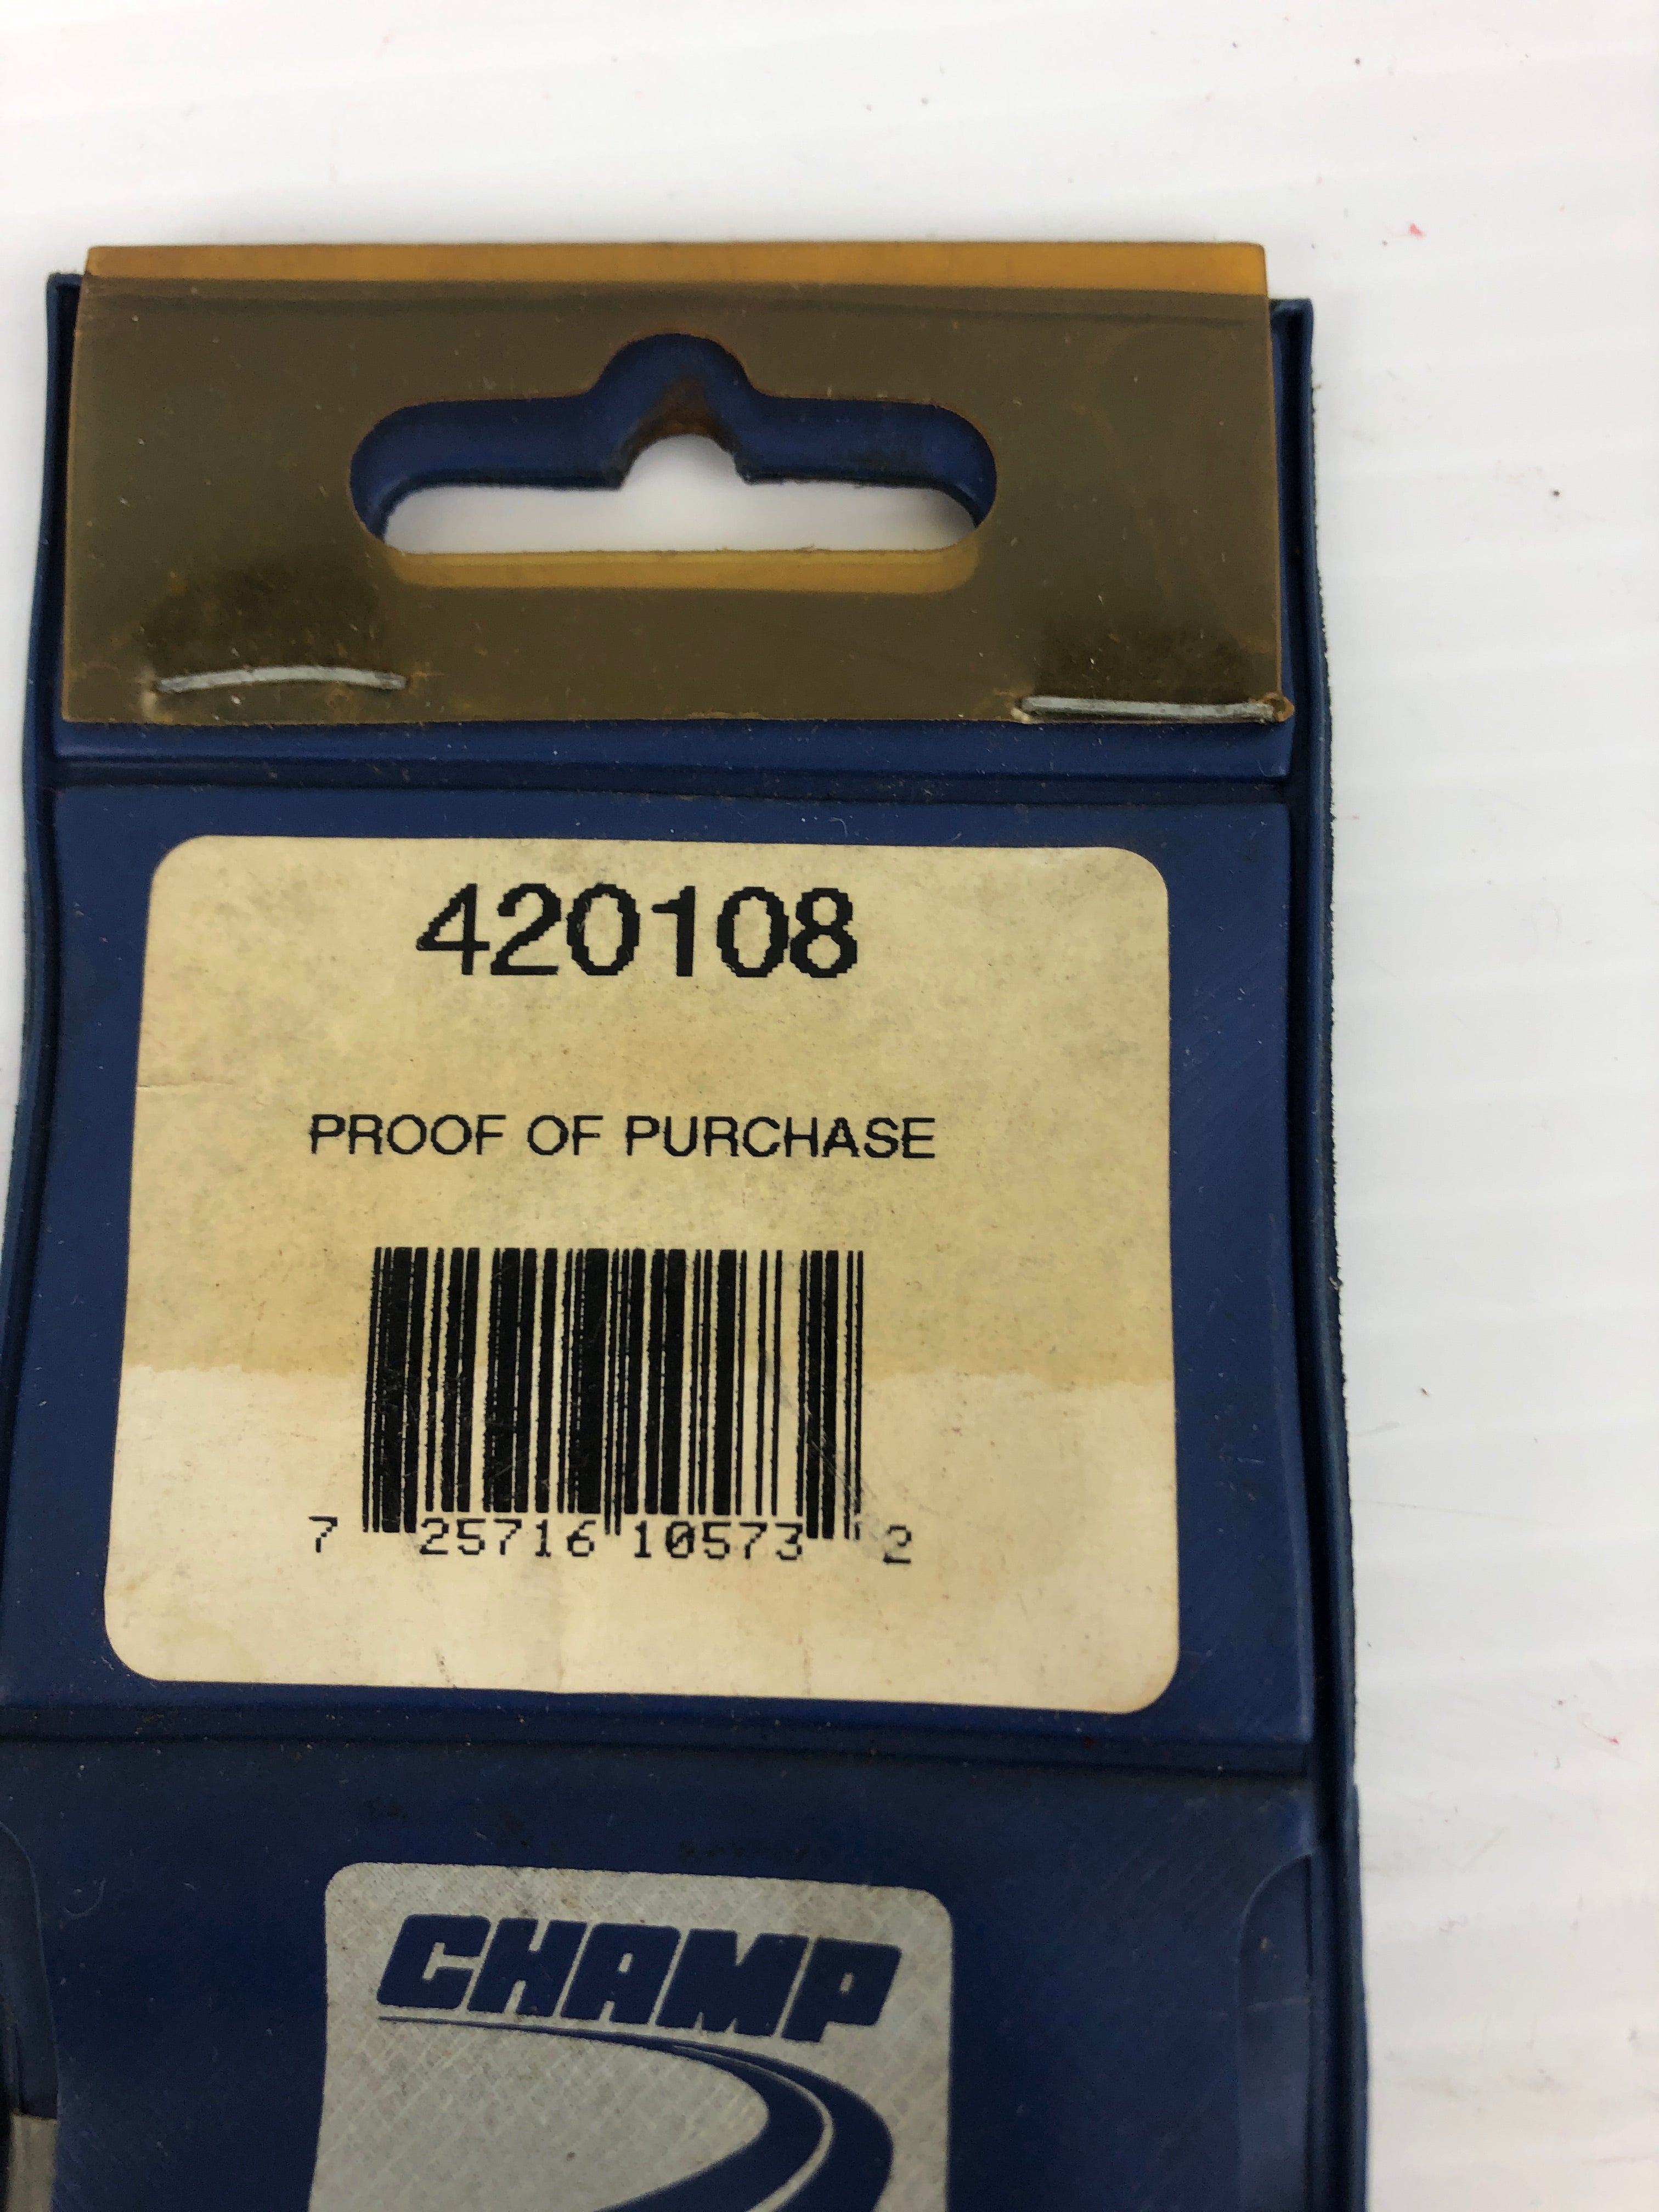 420108
PROOF OF PURCHASE
7 25716 10573 2
CHAMP